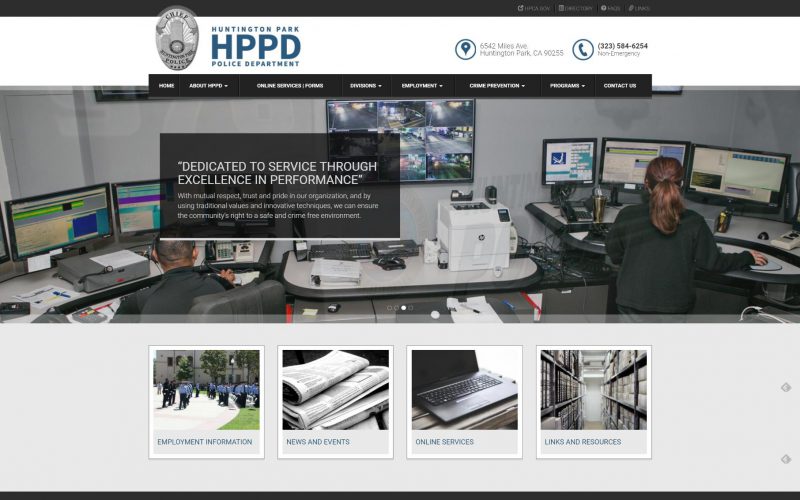 HPCA.GOV DIRECTORY FAQS LINKS
CHIEF
HUNTINGTON PARK
HPPD
POLICE DEPARTMENT
6542 Miles Ave.
Huntington Park, CA 90255
(323) 584-6254
Non-Emergency
HOME ABOUT HPPD ONLINE SERVICES | FORMS DIVISIONS EMPLOYMENT CRIME PREVENTION PROGRAMS CONTACT US
“DEDICATED TO SERVICE THROUGH
EXCELLENCE IN PERFORMANCE”
With mutual respect, trust and pride in our organization, and by
using traditional values and innovative techniques, we can ensure
the community's right to a safe and crime free environment.
hp
EMPLOYMENT INFORMATION
NEWS AND EVENTS
ONLINE SERVICES
LINKS AND RESOURCES